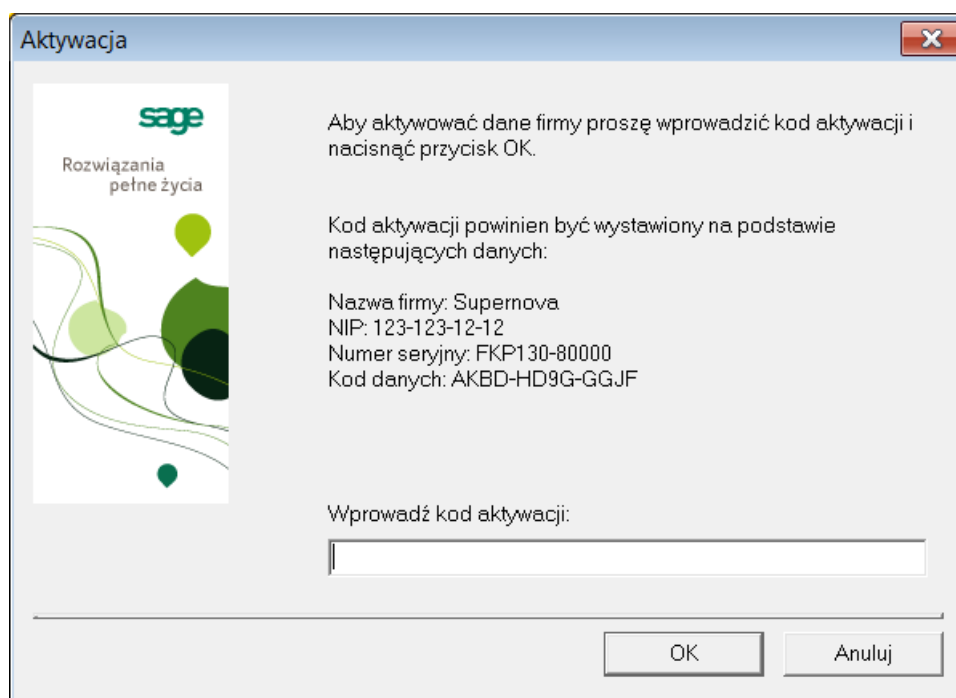 Aktywacja
sage
Rozwiązania
pełne życia
Aby aktywować dane firmy proszę wprowadzić kod aktywacji i
nacisnąć przycisk OK.
Kod aktywacji powinien być wystawiony na podstawie
następujących danych:
Nazwa firmy: Supernova
NIP: 123-123-12-12
Numer seryjny: FKP130-80000
Kod danych: AKBD-HD9G-GGJF
Wprowadź kod aktywacji:
OK
Anuluj